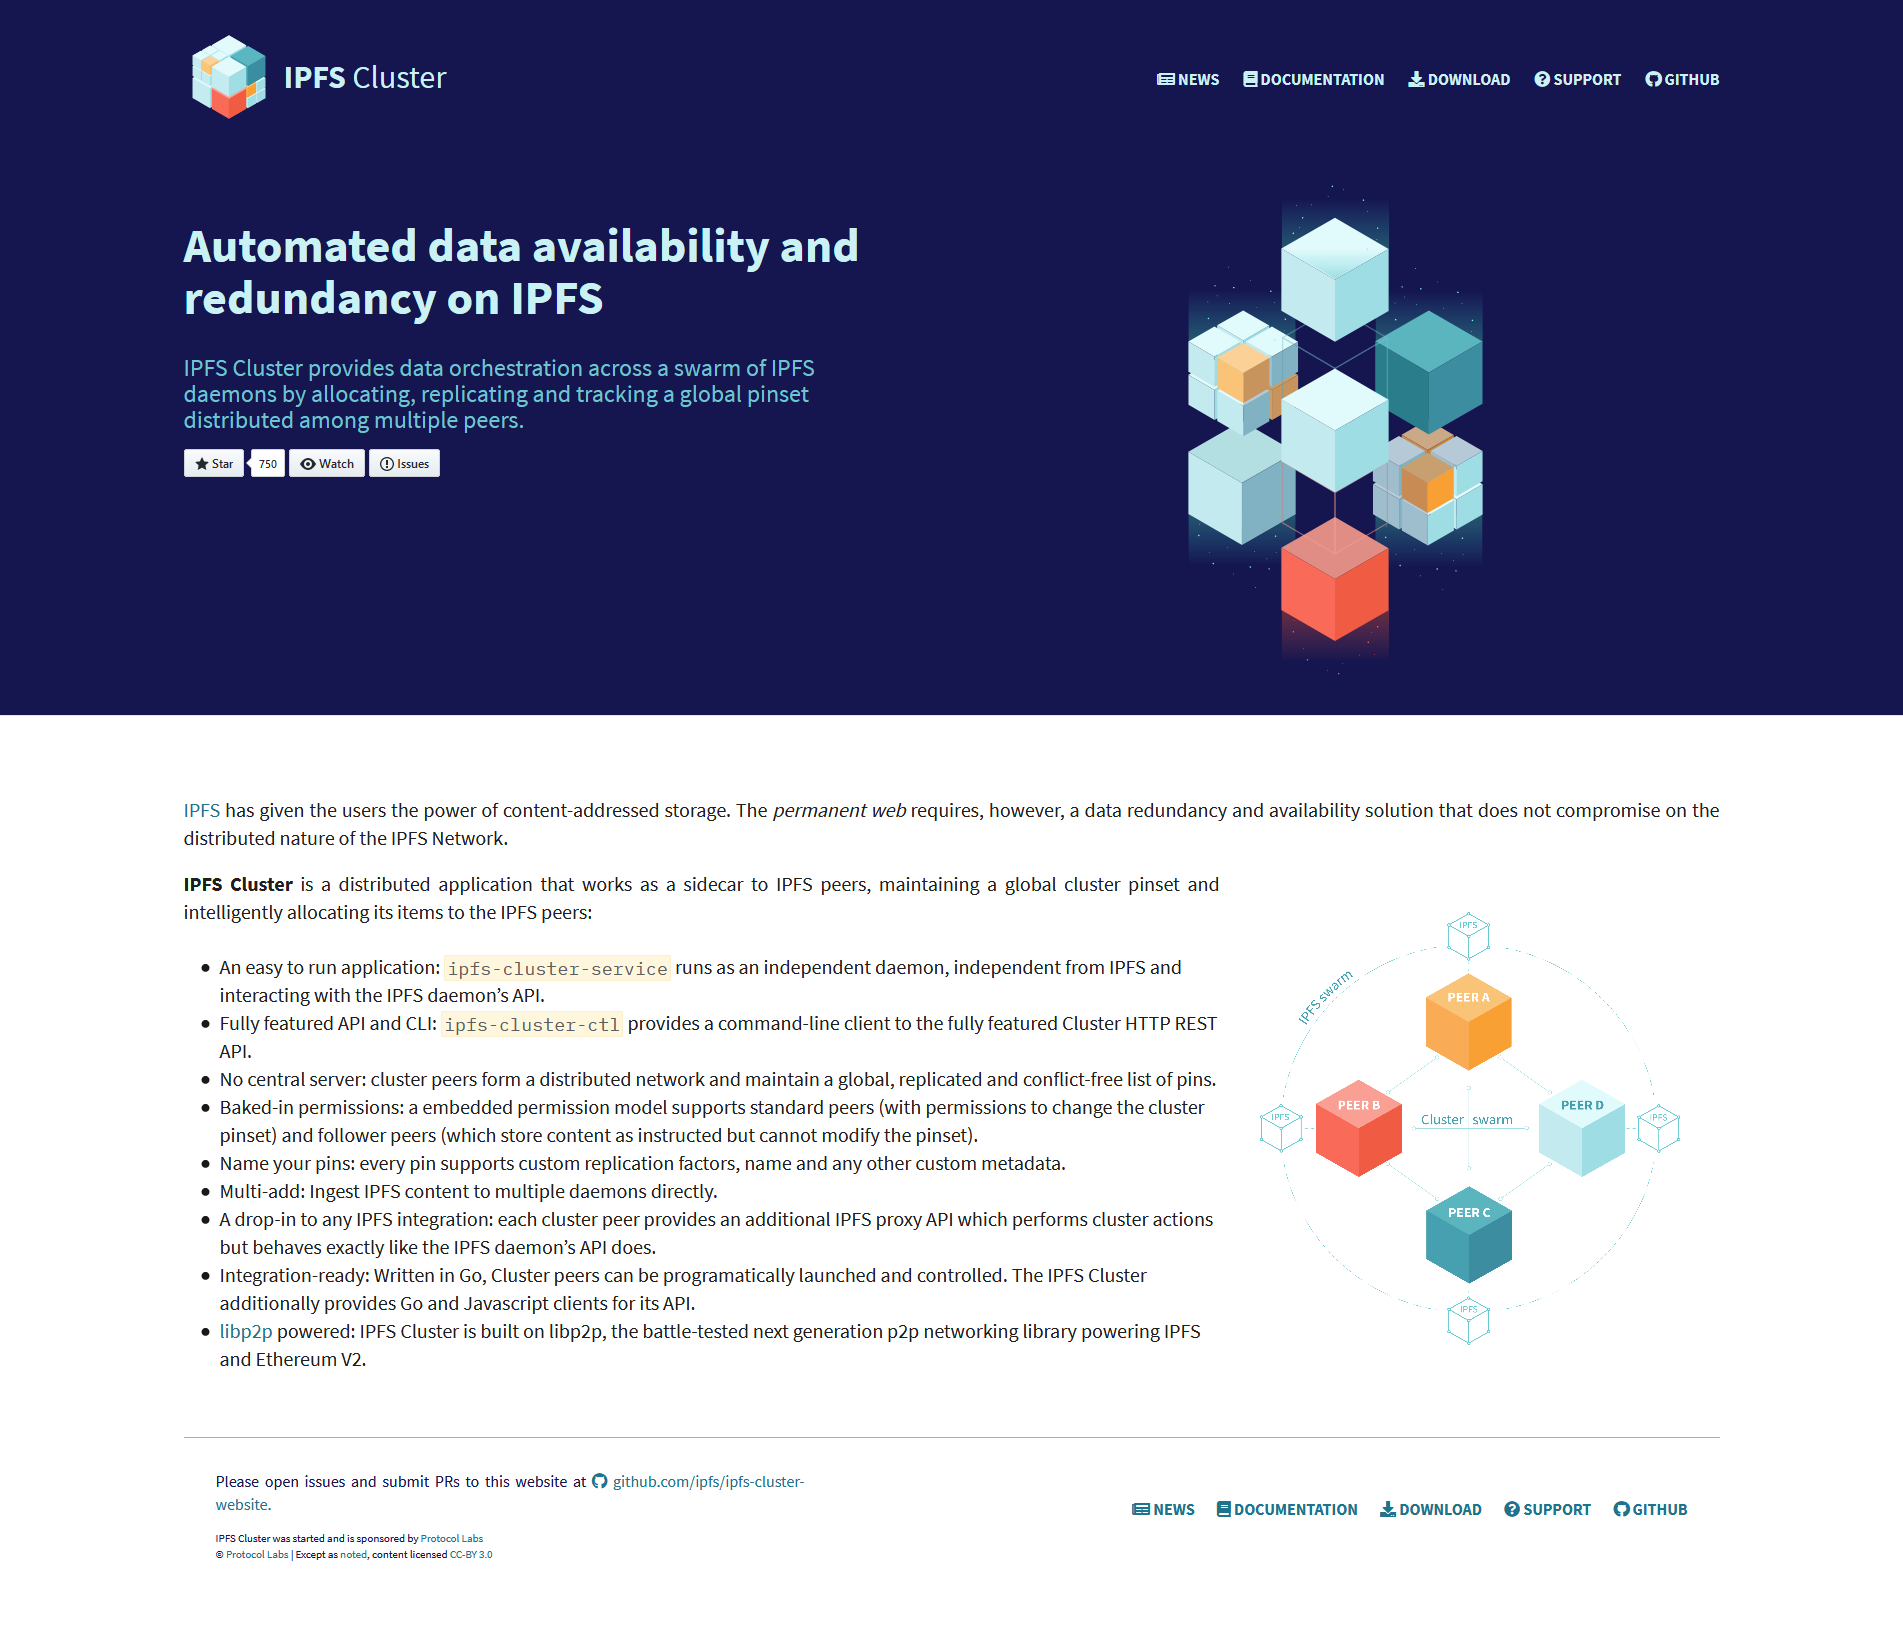 IPFS Cluster
NEWS DOCUMENTATION DOWNLOAD SUPPORT GITHUB
Automated data availability and
redundancy on IPFS
IPFS Cluster provides data orchestration across a swarm of IPFS
daemons by allocating, replicating and tracking a global pinset
distributed among multiple peers.
Star 750 Watch Issues
IPFS has given the users the power of content-addressed storage. The permanent web requires, however, a data redundancy and availability solution that does not compromise on the
distributed nature of the IPFS Network.
IPFS Cluster is a distributed application that works as a sidecar to IPFS peers, maintaining a global cluster pinset and
intelligently allocating its items to the IPFS peers:
• An easy to run application: ipfs-cluster-service runs as an independent daemon, independent from IPFS and
interacting with the IPFS daemon’s API.
• Fully featured API and CLI: ipfs-cluster-ctl provides a command-line client to the fully featured Cluster HTTP REST
API.
• No central server: cluster peers form a distributed network and maintain a global, replicated and conflict-free list of pins.
• Baked-in permissions: a embedded permission model supports standard peers (with permissions to change the cluster
pinset) and follower peers (which store content as instructed but cannot modify the pinset).
• Name your pins: every pin supports custom replication factors, name and any other custom metadata.
• Multi-add: Ingest IPFS content to multiple daemons directly.
• A drop-in to any IPFS integration: each cluster peer provides an additional IPFS proxy API which performs cluster actions
but behaves exactly like the IPFS daemon’s API does.
• Integration-ready: Written in Go, Cluster peers can be programatically launched and controlled. The IPFS Cluster
additionally provides Go and Javascript clients for its API.
• libp2p powered: IPFS Cluster is built on libp2p, the battle-tested next generation p2p networking library powering IPFS
and Ethereum V2.
IPFS
IPFS swarm
PEER A
PEER B
PEER D
IPFS
Cluster swarm
IPFS
PEER C
IPFS
Please open issues and submit PRs to this website at github.com/ipfs/ipfs-cluster-
website.
IPFS Cluster was started and is sponsored by Protocol Labs
© Protocol Labs | Except as noted, content licensed CC-BY 3.0
NEWS DOCUMENTATION DOWNLOAD SUPPORT GITHUB